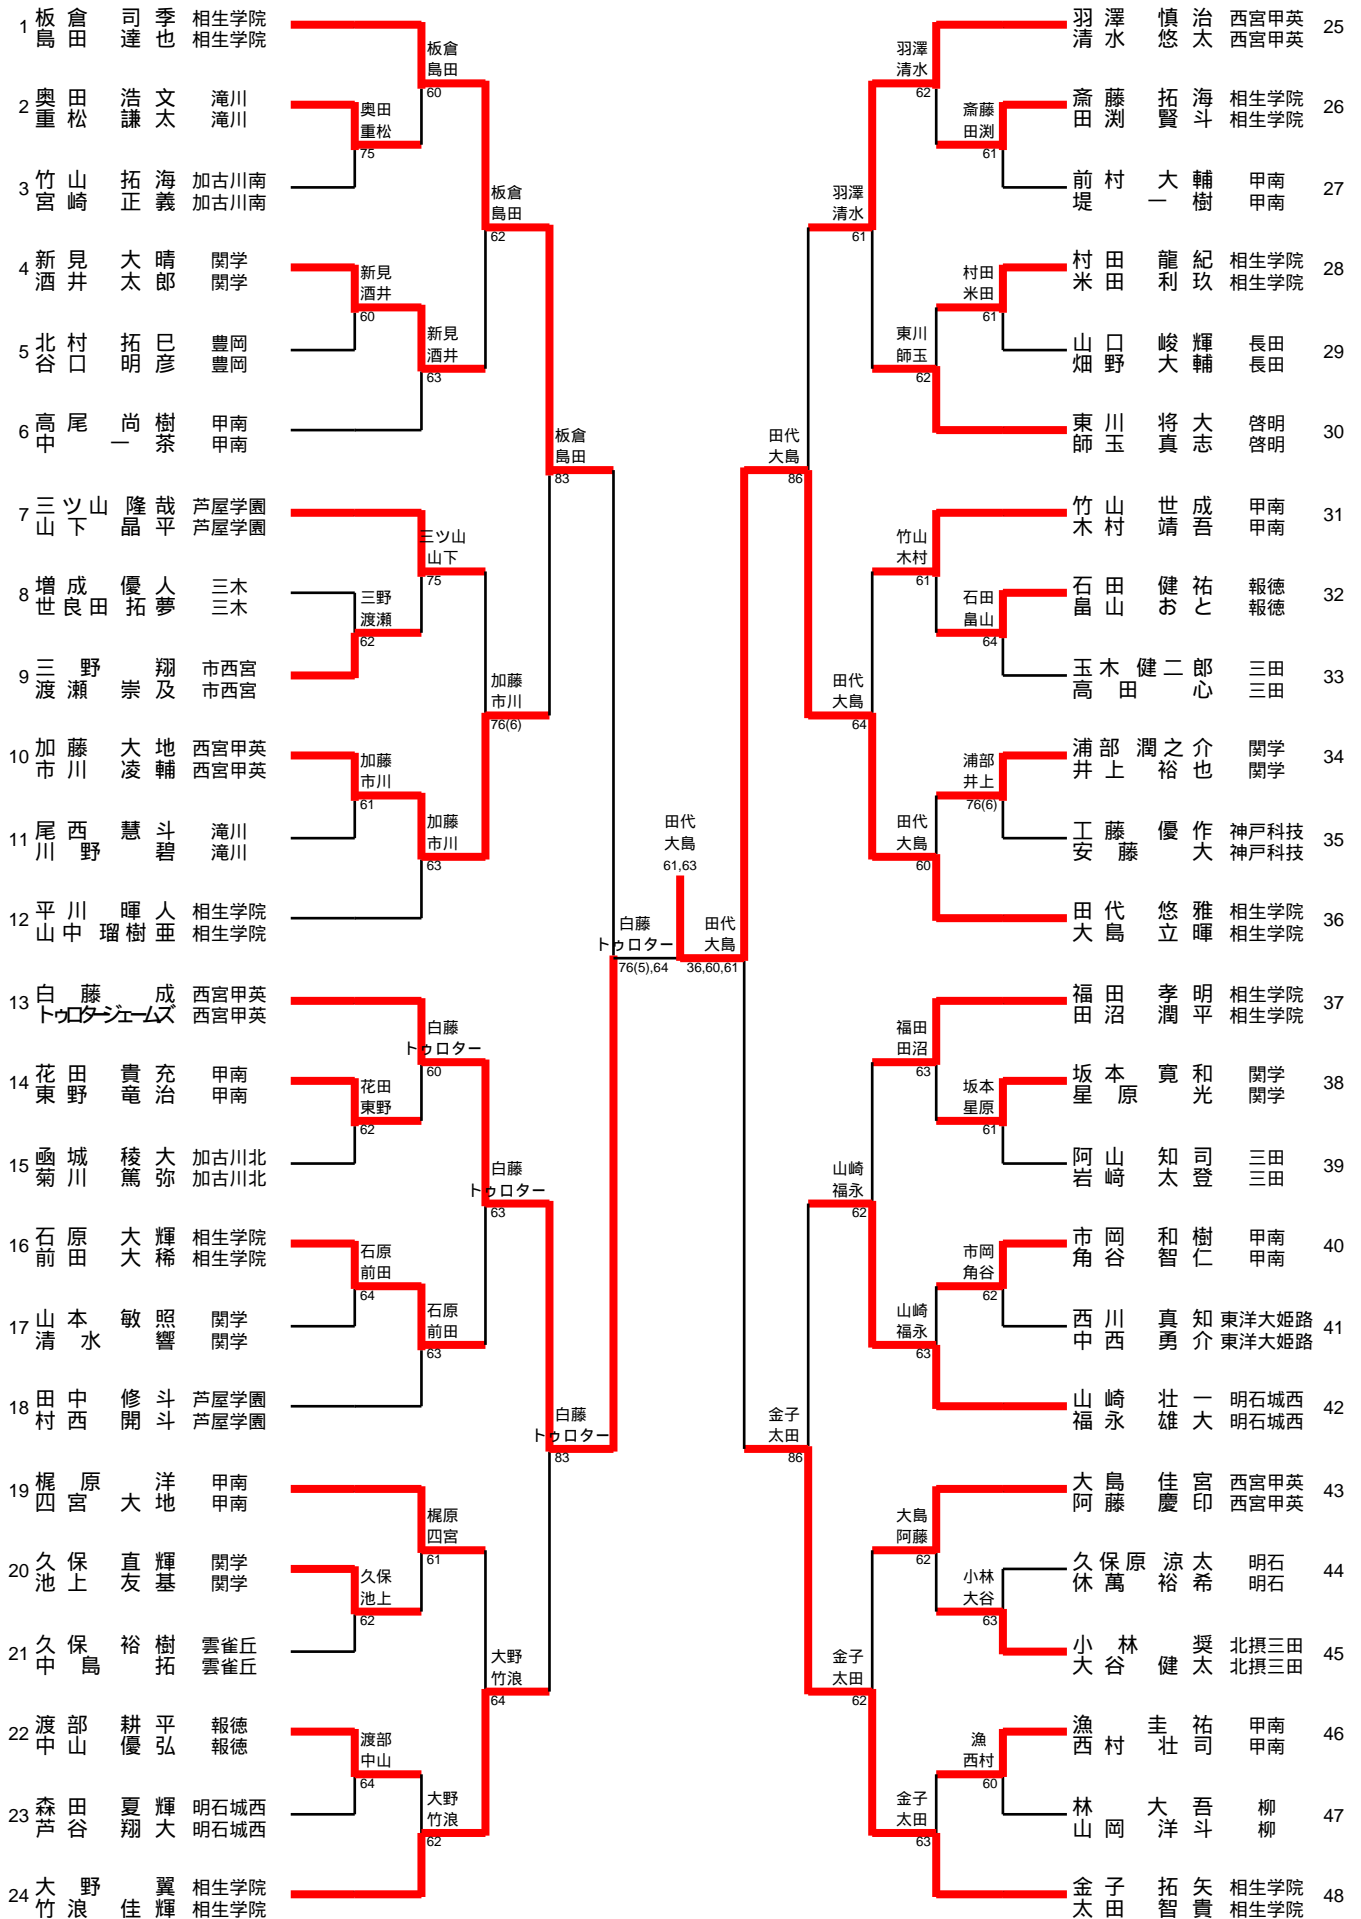 1 板倉 司季 相生学院
島田 達也 相生学院
2 奥田 浩文 滝川
重松 謙太 滝川
3 竹山 拓海 加古川南
宮崎 正義 加古川南
4 新見 大晴 関学
酒井 太郎 関学
5 北村 拓巳 豊岡
谷口 明彦 豊岡
6 高尾 尚樹 甲南
中 一茶 甲南
7 三ツ山 隆哉 芦屋学園
山下 晶平 芦屋学園
8 増成 優人 三木
世良田 拓夢 三木
9 三野 翔 市西宮
渡瀬 崇及 市西宮
10 加藤 大地 西宮甲英
市川 凌輔 西宮甲英
11 尾西 慧斗 滝川
川野 碧 滝川
12 平川 暉人 相生学院
山中 瑠樹亜 相生学院
13 白藤 成 西宮甲英
トゥロタージェームズ 西宮甲英
14 花田 貴充 甲南
東野 竜治 甲南
15 凾城 稜大 加古川北
菊川 篤弥 加古川北
16 石原 大輝 相生学院
前田 大稀 相生学院
17 山本 敏照 関学
清水 響 関学
18 田中 修斗 芦屋学園
村西 開斗 芦屋学園
19 梶原 洋 甲南
四宮 大地 甲南
20 久保 直輝 関学
池上 友基 関学
21 久保 裕樹 雲雀丘
中島 拓 雲雀丘
22 渡部 耕平 報徳
中山 優弘 報徳
23 森田 夏輝 明石城西
芦谷 翔大 明石城西
24 大野 翼 相生学院
竹浪 佳輝 相生学院
奥田
重松
75
新見
酒井
60
三野
渡瀬
62
加藤
市川
61
花田
東野
62
石原
前田
64
久保
池上
62
渡部
中山
64
板倉
島田
60
新見
酒井
63
三ツ山
山下
75
加藤
市川
63
白藤
トゥロター
60
石原
前田
63
梶原
四宮
61
大野
竹浪
62
板倉
島田
62
加藤
市川
76(6)
白藤
トゥロター
63
大野
竹浪
64
板倉
島田
83
白藤
トゥロター
83
白藤
トゥロター
76(5),64
田代
大島
61,63
田代
大島
36,60,61
田代
大島
86
金子
太田
86
羽澤
清水
61
田代
大島
64
山崎
福永
62
金子
太田
62
羽澤
清水
62
東川
師玉
62
竹山
木村
61
田代
大島
60
福田
田沼
63
山崎
福永
63
大島
阿藤
62
金子
太田
63
斎藤
田渕
61
村田
米田
61
石田
畠山
64
浦部
井上
76(6)
坂本
星原
61
市岡
角谷
62
小林
大谷
63
漁
西村
60
羽澤 慎治 西宮甲英 25
清水 悠太 西宮甲英
斎藤 拓海 相生学院 26
田渕 賢斗 相生学院
前村 大輔 甲南 27
堤 一樹 甲南
村田 龍紀 相生学院 28
米田 利玖 相生学院
山口 峻輝 長田 29
畑野 大輔 長田
東川 将大 啓明 30
師玉 真志 啓明
竹山 世成 甲南 31
木村 靖吾 甲南
石田 健祐 報徳 32
畠山 おと 報徳
玉木 健二郎 三田 33
高田 心 三田
浦部 潤之介 関学 34
井上 裕也 関学
工藤 優作 神戸科技 35
安藤 大 神戸科技
田代 悠雅 相生学院 36
大島 立暉 相生学院
福田 孝明 相生学院 37
田沼 潤平 相生学院
坂本 寛和 関学 38
星原 光 関学
阿山 知司 三田 39
岩﨑 太登 三田
市岡 和樹 甲南 40
角谷 智仁 甲南
西川 真知 東洋大姫路 41
中西 勇介 東洋大姫路
山崎 壮一 明石城西 42
福永 雄大 明石城西
大島 佳宮 西宮甲英 43
阿藤 慶印 西宮甲英
久保原 涼太 明石 44
休萬 裕希 明石
小林 奨 北摂三田 45
大谷 健太 北摂三田
漁 圭祐 甲南 46
西村 壮司 甲南
林 大吾 柳 47
山岡 洋斗 柳
金子 拓矢 相生学院 48
太田 智貴 相生学院